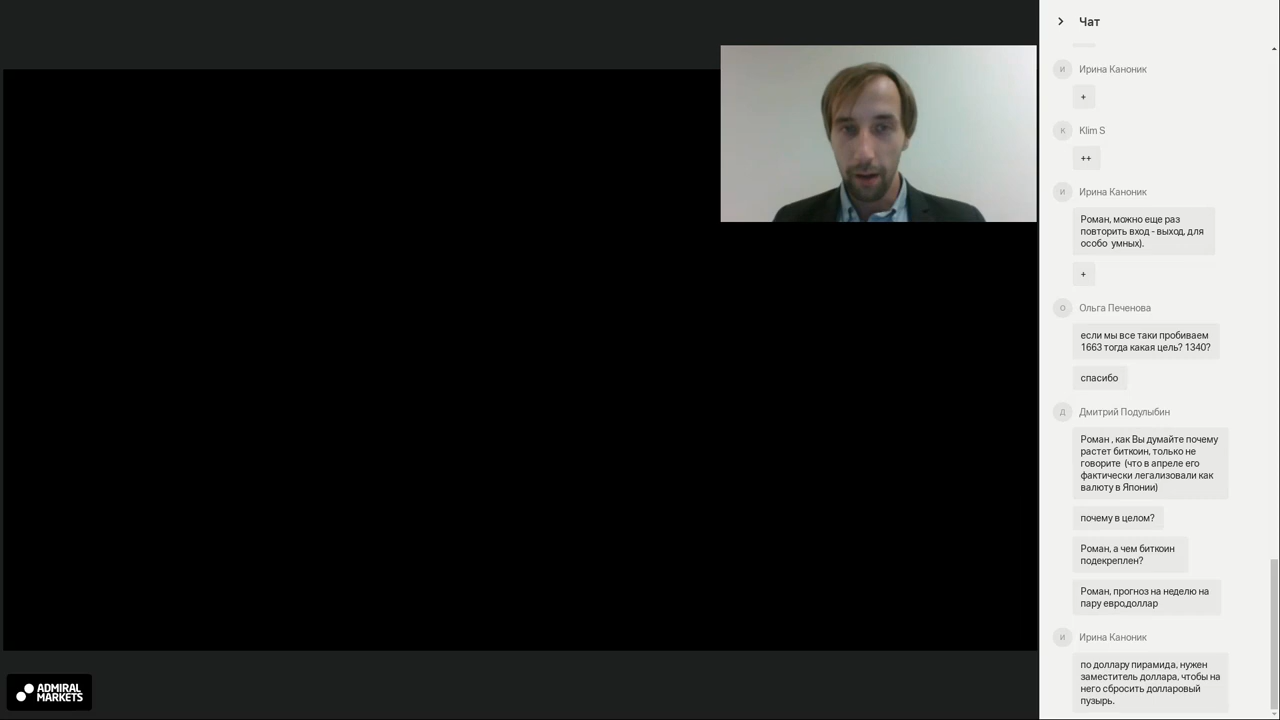 Чат
И Ирина Каноник
+
K Klim S
++
И Ирина Каноник
Роман, можно еще раз
повторить вход - выход, для
особо умных).
+
О Ольга Печенова
если мы все таки пробиваем
1663 тогда какая цель? 1340?
спасибо
Д Дмитрий Подулыбин
Роман , как Вы думайте почему
растет биткоин, только не
говорите (что в апреле его
фактически легализовали как
валюту в Японии)
почему в целом?
Роман, а чем биткоин
подекреплен?
Роман, прогноз на неделю на
пару евро,доллар
И Ирина Каноник
по доллару пирамида, нужен
заместитель доллара, чтобы на
него сбросить долларовый
пузырь.
ADMIRAL
MARKETS